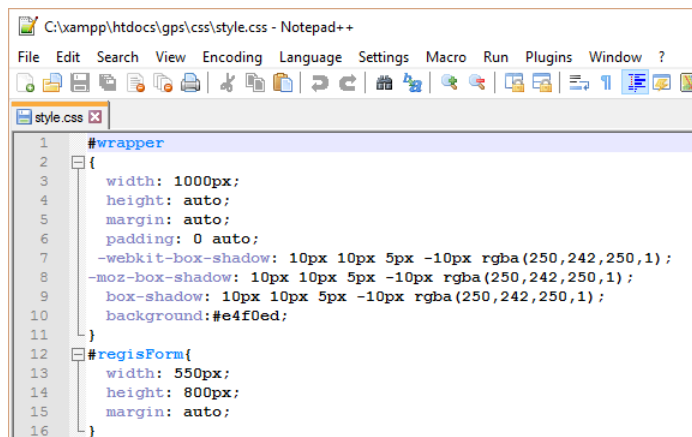 C:\xampp\htdocs\gps\css\style.css - Notepad++
File Edit Search View Encoding Language Settings Macro Run Plugins Window ?
style.css
1 #wrapper
2 {
3 width: 1000px;
4 height: auto;
5 margin: auto;
6 padding: 0 auto;
7 -webkit-box-shadow: 10px 10px 5px -10px rgba(250,242,250,1);
8 -moz-box-shadow: 10px 10px 5px -10px rgba(250,242,250,1);
9 box-shadow: 10px 10px 5px -10px rgba(250,242,250,1);
10 background:#e4f0ed;
11 }
12 #regisForm{
13 width: 550px;
14 height: 800px;
15 margin: auto;
16 }